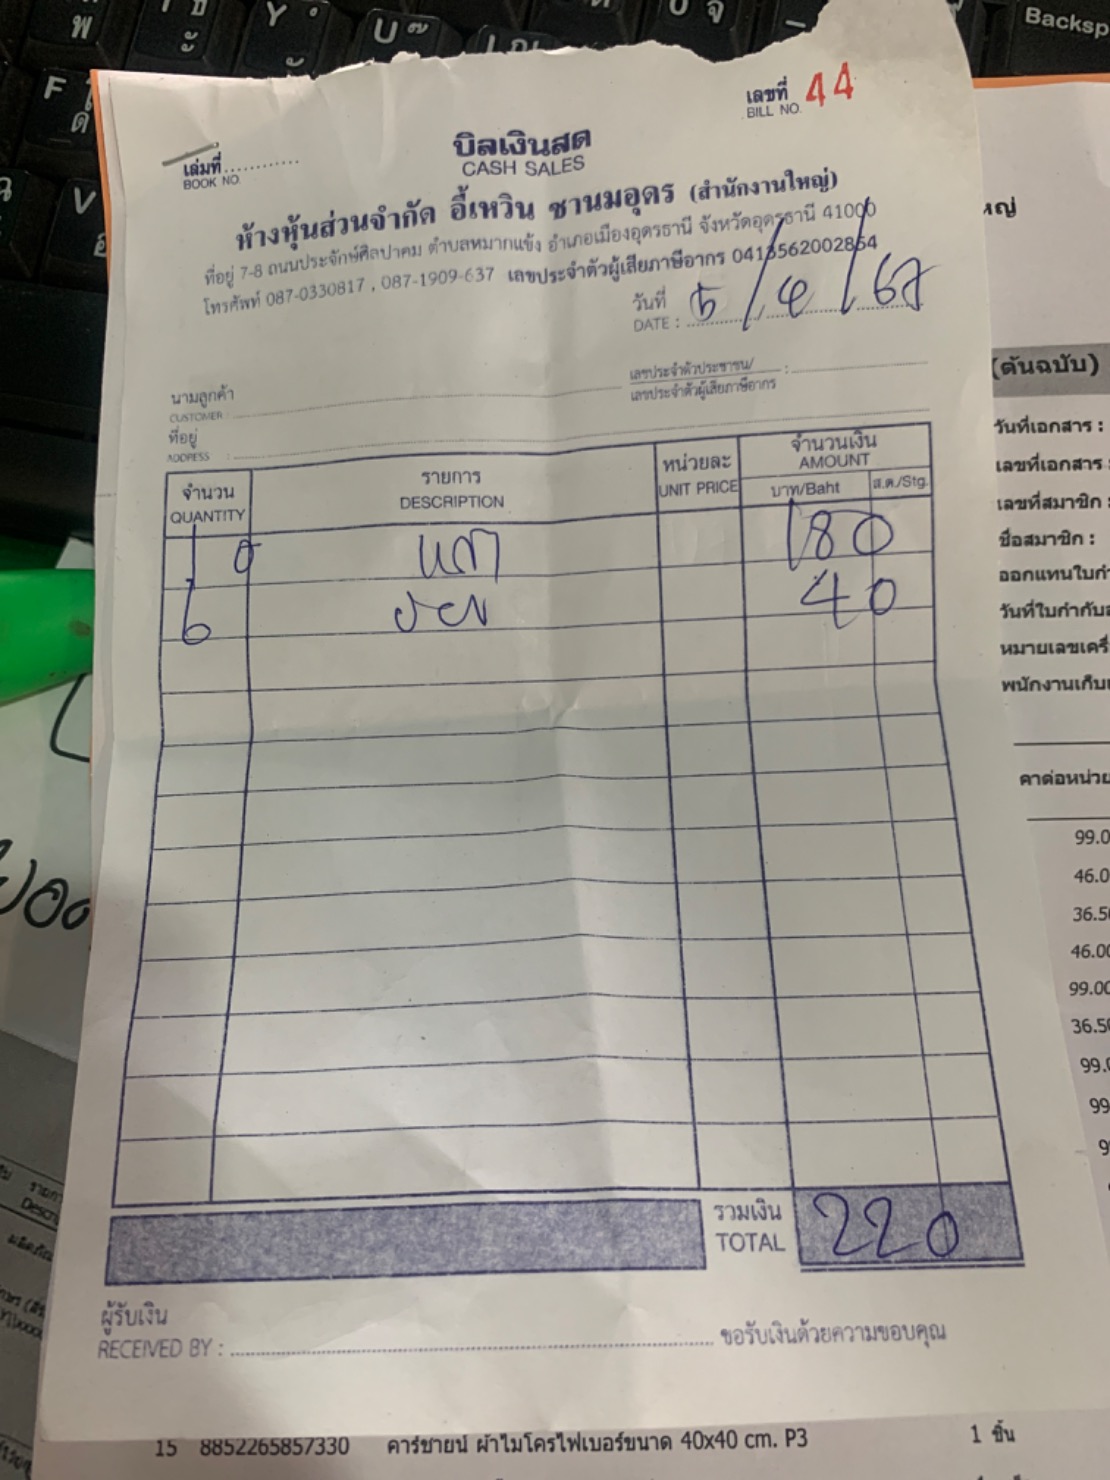 เลขที่ 44
BILL NO.
บิลเงินสด
CASH SALES
เล่มที่............
BOOK NO.
ห้างหุ้นส่วนจำกัด อี้เหวิน ชานมอุดร (สำนักงานใหญ่)
ที่อยู่ 7-8 ถนนประจักษ์ศิลปาคม ตำบลหมากแข้ง อำเภอเมืองอุดรธานี จังหวัดอุดรธานี 41000
โทรศัพท์ 087-0330817 , 087-1909-637 เลขประจำตัวผู้เสียภาษีอากร 0413562002854
วันที่
DATE : 5/4/67
นามลูกค้า
CUSTOMER :
เลขประจำตัวประชาชน/
เลขประจำตัวผู้เสียภาษีอากร :
ที่อยู่
ADDRESS :
จำนวน
QUANTITY
รายการ
DESCRIPTION
หน่วยละ
UNIT PRICE
จำนวนเงิน
AMOUNT
บาท/Baht ส.ต./Stg.
10 180
6 40
รวมเงิน
TOTAL 220
ผู้รับเงิน
RECEIVED BY : ขอรับเงินด้วยความขอบคุณ
(ต้นฉบับ)
วันที่เอกสาร :
เลขที่เอกสาร :
เลขที่สมาชิก :
ชื่อสมาชิก :
99.0
46.0
36.50
46.00
99.00
36.50
99.0
99
15 8852265857330 คาร์ชายน์ ผ้าไมโครไฟเบอร์ขนาด 40x40 cm. P3 1 ชิ้น
Backsp